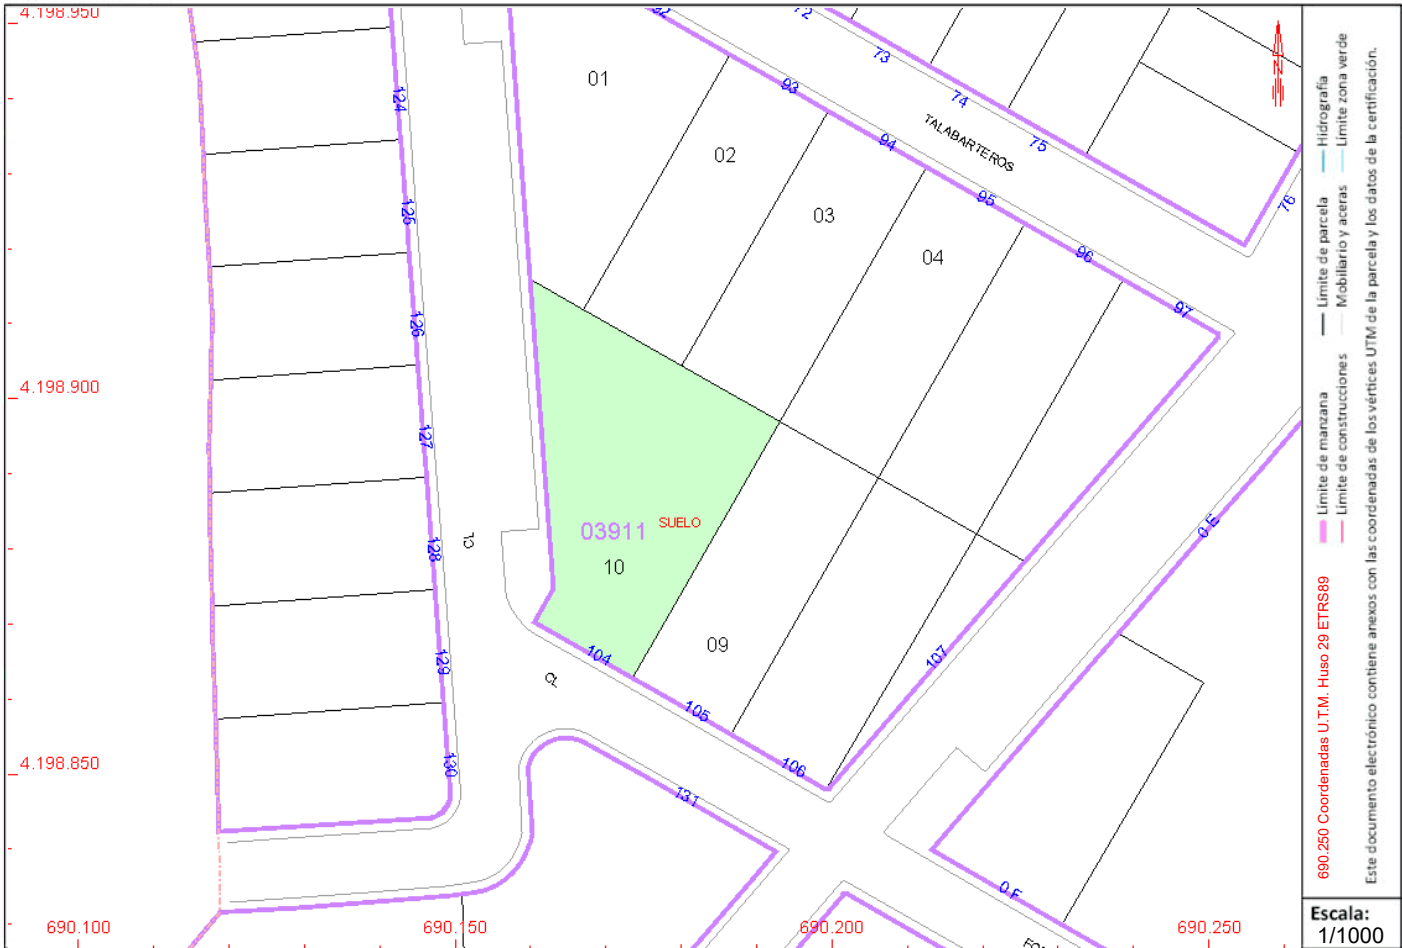 4.198.950
92
72
73
74
75
76
TALABARTEROS
01
93
02
94
03
95
04
96
97
124
125
126
127
128
129
130
4.198.900
03911
SUELO
10
CL
CL
09
104
105
106
107
131
4.198.850
690.100
690.150
690.200
690.250
Límite de manzana
Límite de parcela
Hidrografía
Límite de construcciones
Mobiliario y aceras
Límite zona verde
690.250 Coordenadas U.T.M. Huso 29 ETRS89
Este documento electrónico contiene anexos con las coordenadas de los vértices UTM de la parcela y los datos de la certificación.
Escala:
1/1000